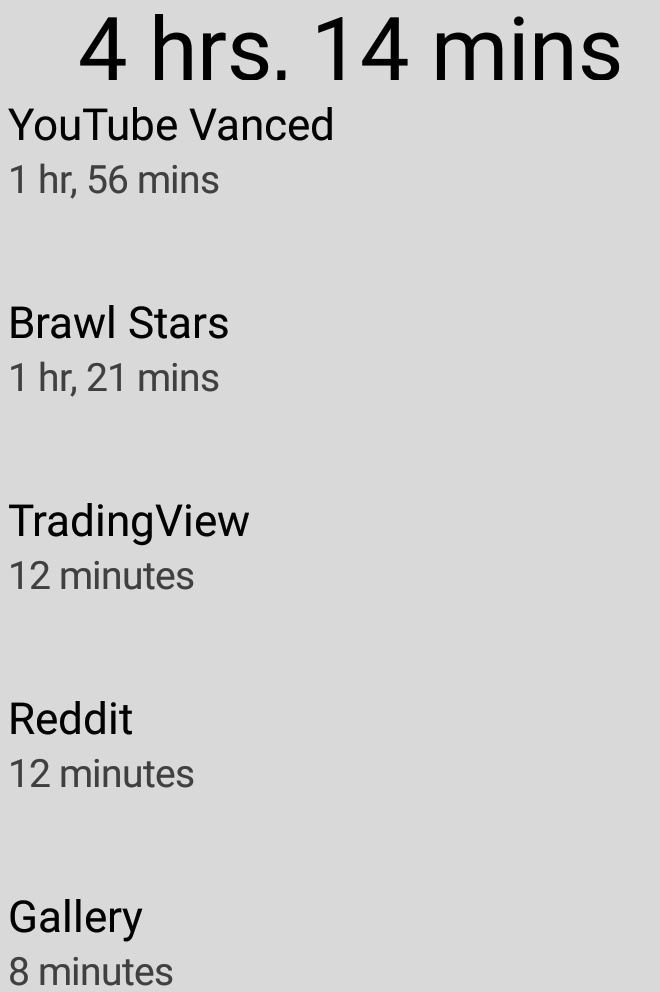 4 hrs. 14 mins
YouTube Vanced
1 hr, 56 mins
Brawl Stars
1 hr, 21 mins
TradingView
12 minutes
Reddit
12 minutes
Gallery
8 minutes